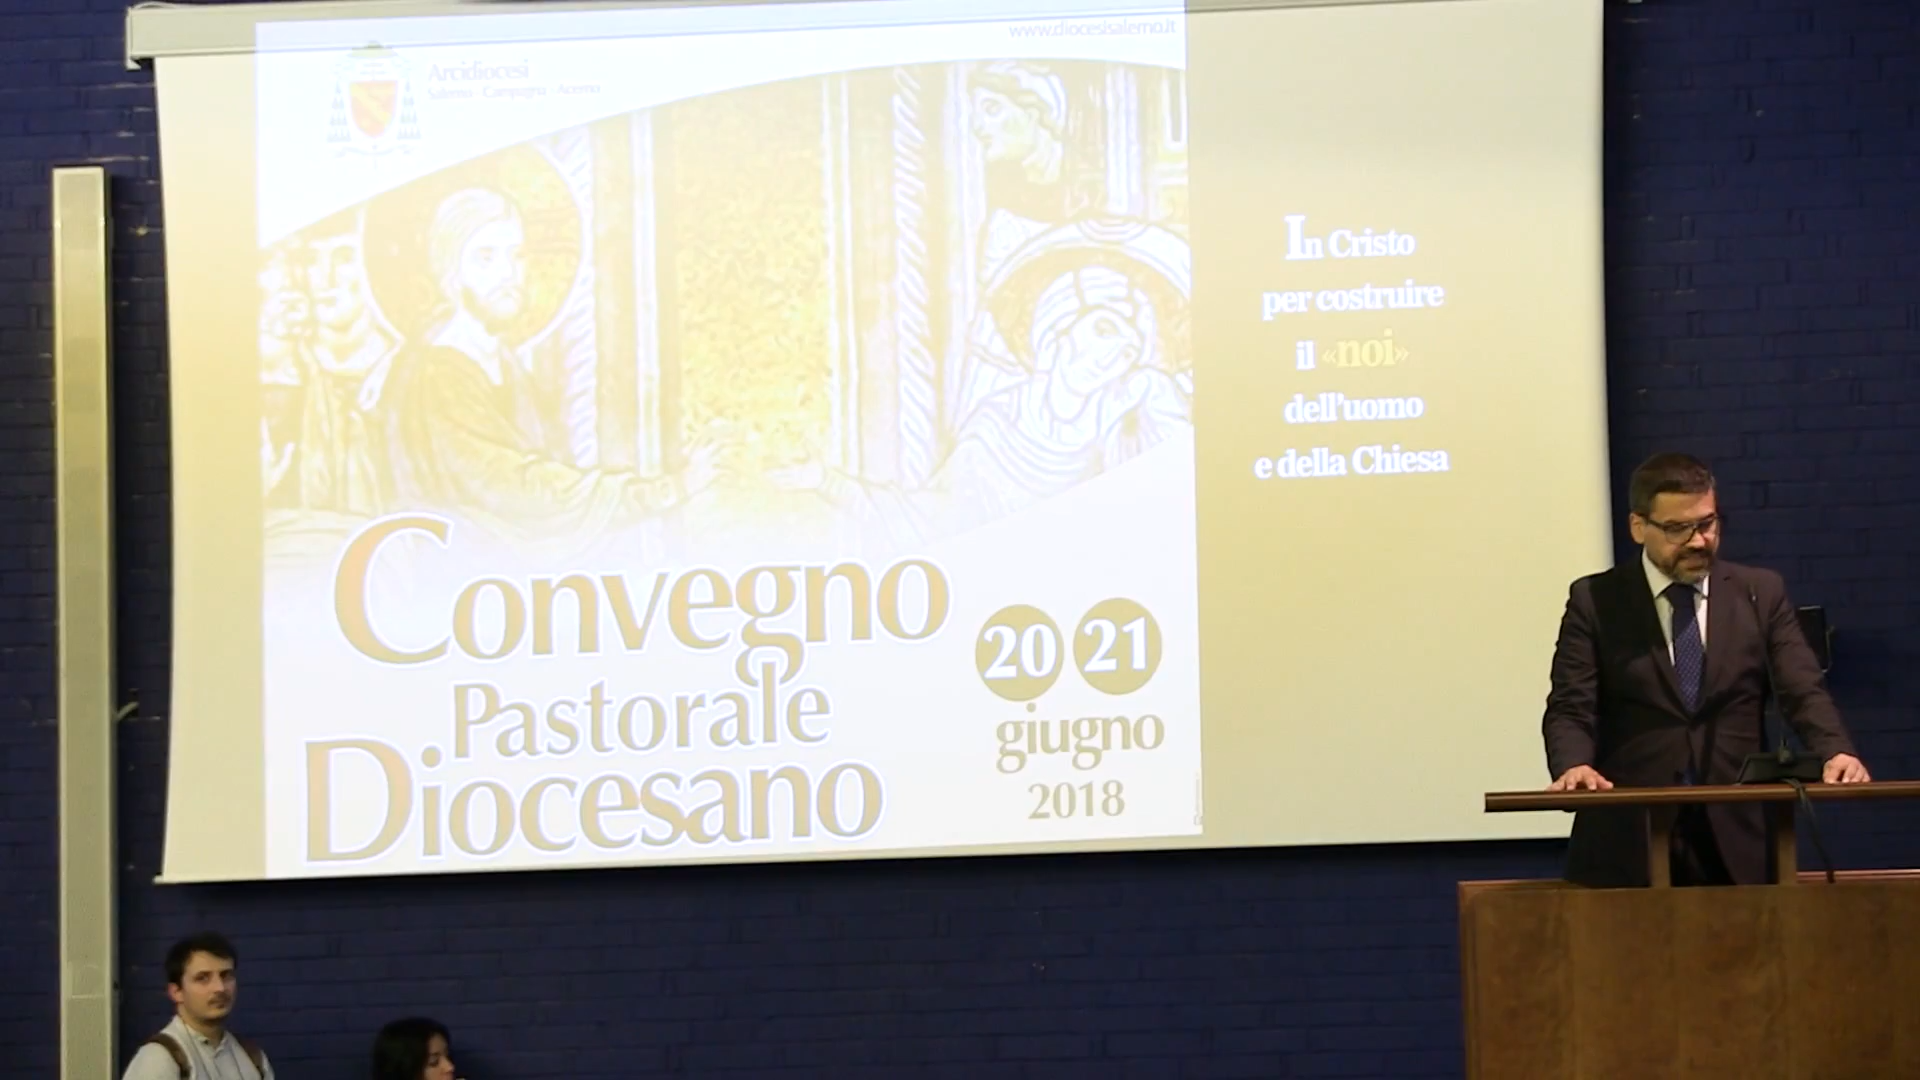 www.diocesisalerno.it
Arcidiocesi
Salerno - Campagna - Acerno
In Cristo
per costruire
il «noi»
dell'uomo
e della Chiesa
Convegno
Pastorale
Diocesano
20 21
giugno
2018